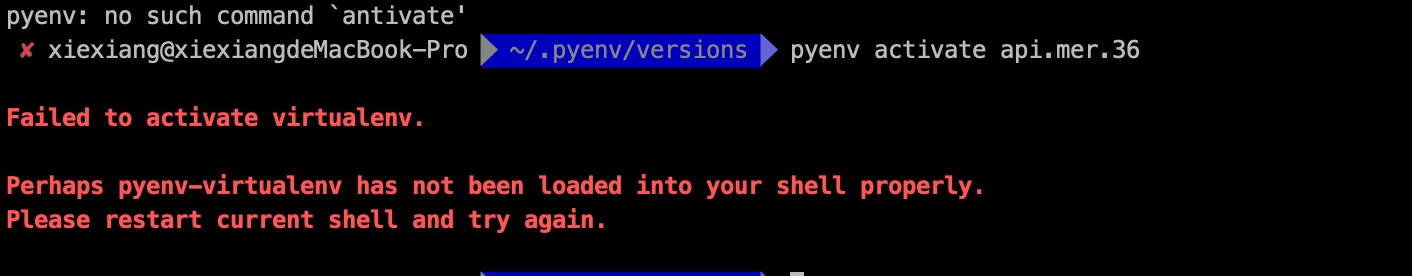 pyenv: no such command `antivate'
✘ xiexiang@xiexiangdeMacBook-Pro ~/.pyenv/versions pyenv activate api.mer.36
Failed to activate virtualenv.
Perhaps pyenv-virtualenv has not been loaded into your shell properly.
Please restart current shell and try again.